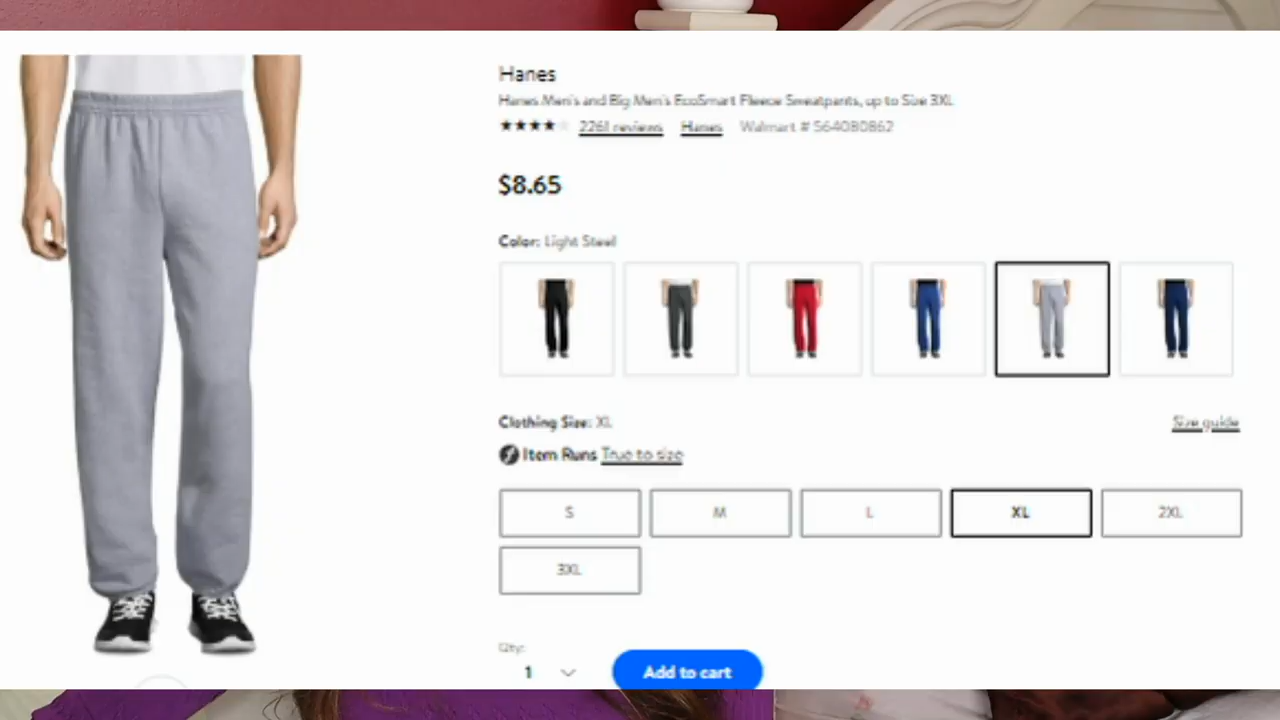 Hanes
Hanes Men's and Big Men's EcoSmart Fleece Sweatpants, up to Size 3XL
2261 reviews Hanes Walmart # 564080862
$8.65
Color: Light Steel
Clothing Size: XL Size guide
Item Runs True to size
S M L XL 2XL
3XL
Qty:
1 Add to cart